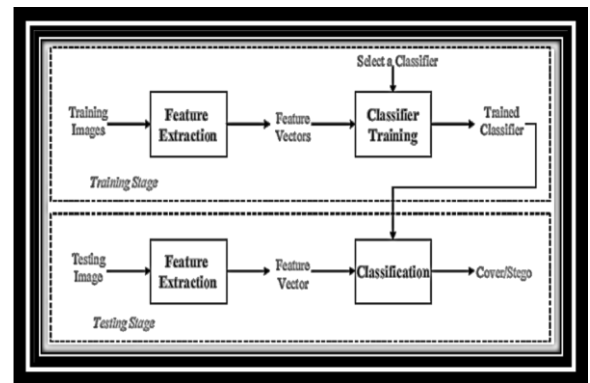 Select a Classifier
Training
Images
Feature
Extraction
Feature
Vectors
Classifier
Training
Trained
Classifier
Training Stage
Testing
Image
Feature
Extraction
Feature
Vector
Classification
Cover/Stego
Testing Stage